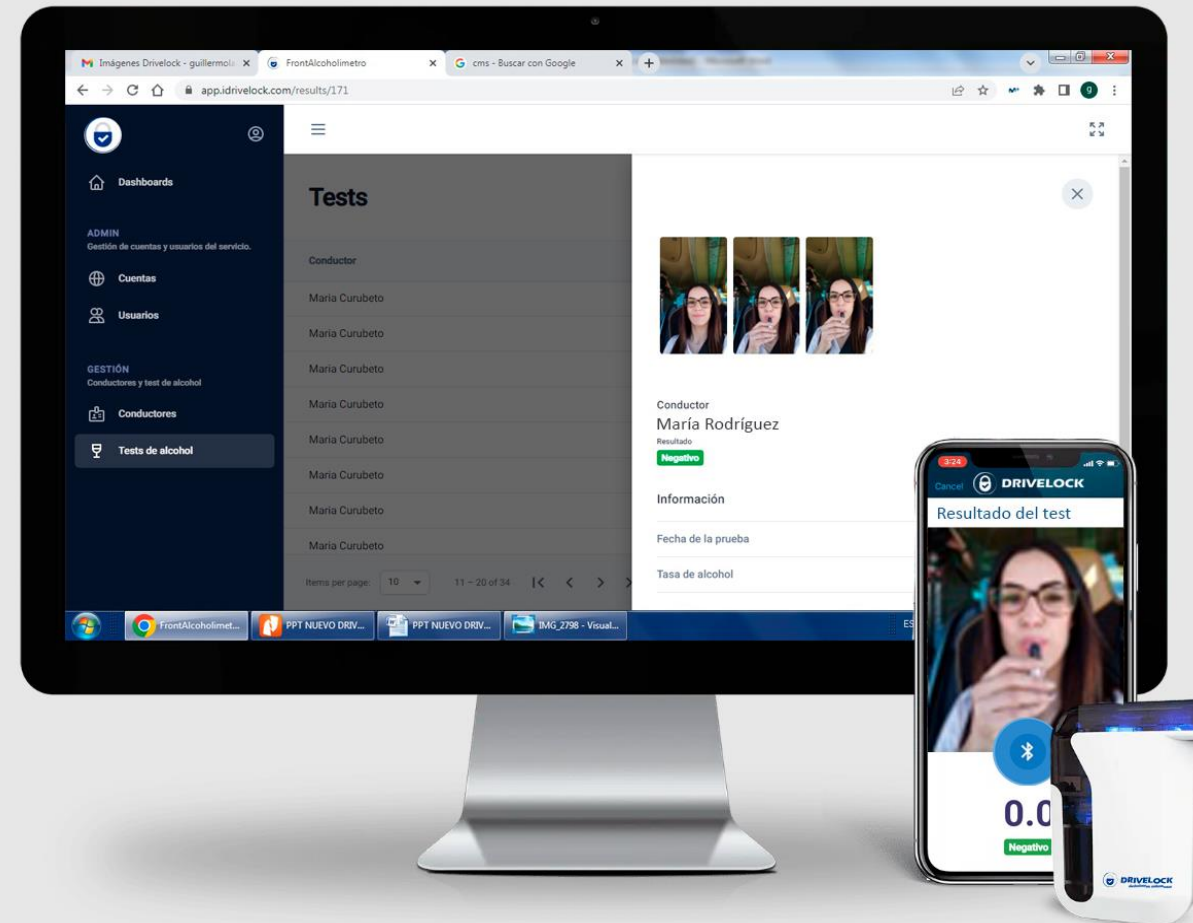 Imágenes Drivelock - guillermola
FrontAlcoholimetro
cms - Buscar con Google
app.idrivelock.com/results/171
9
Dashboards
ADMIN
Gestión de cuentas y usuarios del servicio.
Cuentas
Usuarios
GESTIÓN
Conductores y test de alcohol
Conductores
Tests de alcohol
Tests
Conductor
Maria Curubeto
Maria Curubeto
Maria Curubeto
Maria Curubeto
Maria Curubeto
Maria Curubeto
Maria Curubeto
Maria Curubeto
Items per page: 10
11 – 20 of 34
Conductor
María Rodríguez
Resultado
Negativo
Información
Fecha de la prueba
Tasa de alcohol
FrontAlcoholimet...
PPT NUEVO DRIV...
PPT NUEVO DRIV...
IMG_2798 - Visual...
ES
3:24
Cancel
DRIVELOCK
Resultado del test
0.0
Negativo
DRIVELOCK